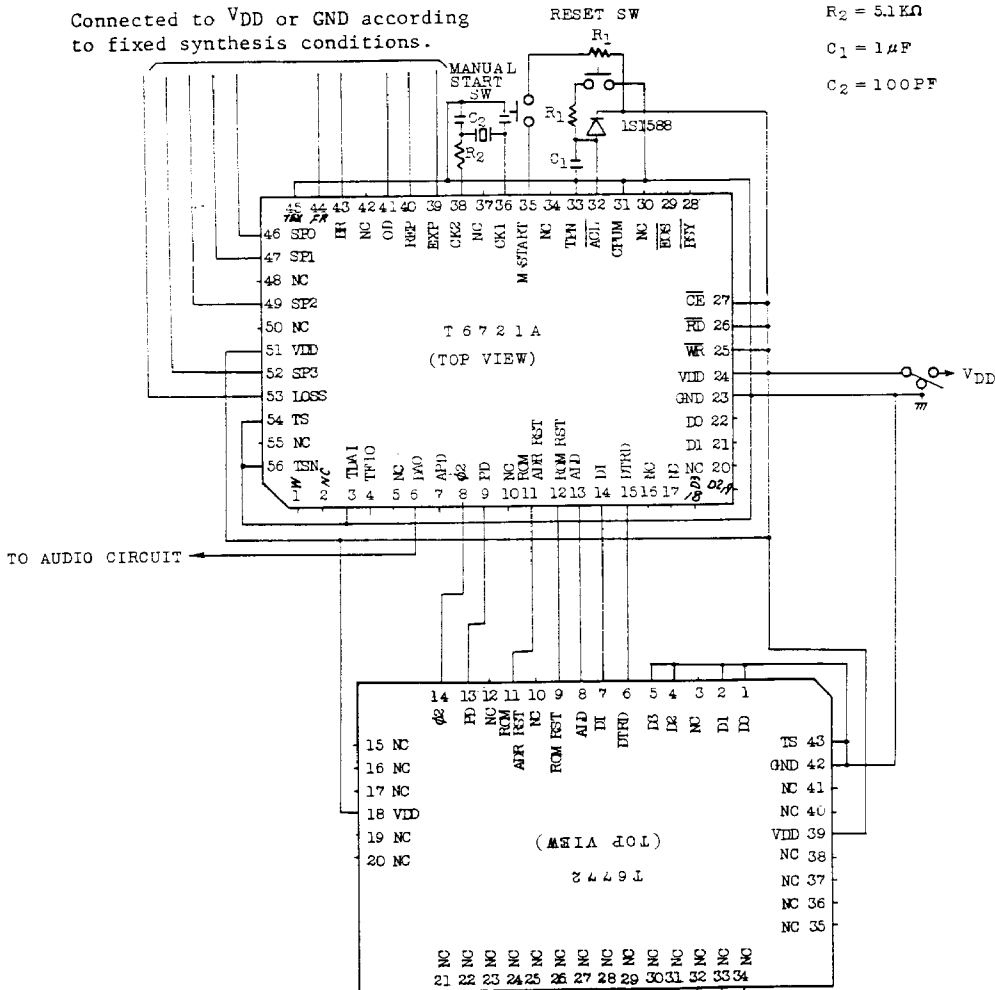 Connected to VDD or GND according
to fixed synthesis conditions.
RESET SW
R2 = 5.1KΩ
C1 = 1μF
C2 = 100PF
MANUAL
START
SW
R1
C2
R2
R1
1S1588
C1
45 44 43 42 41 40 39 38 37 36 35 34 33 32 31 30 29 28
FR NC OD REP EXP CK2 NC CK1 M·START NC TPN ACL CPUM NC EOS BSY
46 SP0
47 SP1
48 NC
49 SP2
50 NC
51 VDD
52 SP3
53 LOSS
54 TS
55 NC
56 TSN
T6721A
(TOP VIEW)
CE 27
RD 26
WR 25
VDD 24
GND 23
D0 22
D1 21
NC 20
VDD
W NC TDAI TF10 NC DAO APD φ2 PD NC ROM ADR RST ROM RST ALD DI DTRD NC NC D3 D2
1 2 3 4 5 6 7 8 9 10 11 12 13 14 15 16 17 18 19
TO AUDIO CIRCUIT
14 13 12 11 10 9 8 7 6 5 4 3 2 1
φ2 PD NC ROM ADR RST NC ROM RST ALD DI DTRD D3 D2 NC D1 D0
15 NC
16 NC
17 NC
18 VDD
19 NC
20 NC
TS 43
GND 42
NC 41
NC 40
VDD 39
NC 38
NC 37
NC 36
NC 35
(TOP VIEW)
T6772
NC NC NC NC NC NC NC NC NC NC NC NC NC NC
21 22 23 24 25 26 27 28 29 30 31 32 33 34